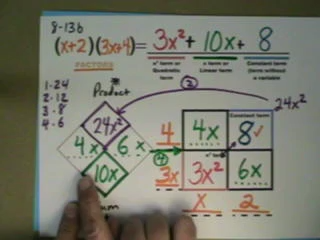 8-13b
(x+2)(3x+4)=3x²+10x+8
FACTORS
x² term or Quadratic term
x term or Linear term
Constant term (term without a variable)
1·24
2·12
3·8
4·6
Product
②
24x²
24x²
4x
6x
10x
4
3x
4x
Constant term
8✓
3x²
6x
x
2